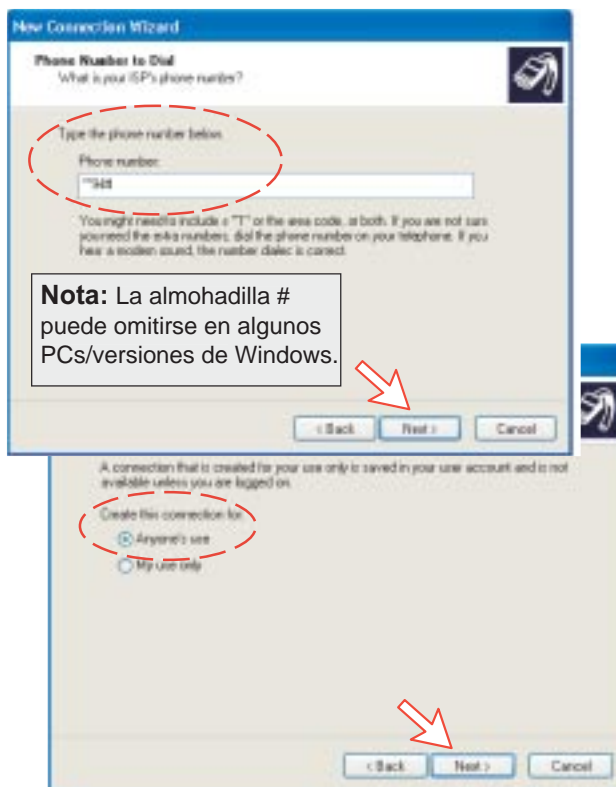 New Connection Wizard
Phone Number to Dial
What is your ISP's phone number?
Type the phone number below.
Phone number:
You might need to include a "1" or the area code, or both. If you are not sure
you need the extra numbers, dial the phone number on your telephone. If you
hear a modem sound, the number dialed is correct.
Nota: La almohadilla #
puede omitirse en algunos
PCs/versiones de Windows.
< Back Next > Cancel
A connection that is created for your use only is saved in your user account and is not
available unless you are logged on.
Create this connection for:
Anyone's use
My use only
< Back Next > Cancel